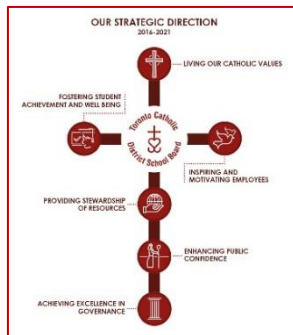 OUR STRATEGIC DIRECTION
2016-2021
LIVING OUR CATHOLIC VALUES
FOSTERING STUDENT
ACHIEVEMENT AND WELL BEING
Toronto Catholic
District School Board
INSPIRING AND
MOTIVATING EMPLOYEES
PROVIDING STEWARDSHIP
OF RESOURCES
ENHANCING PUBLIC
CONFIDENCE
ACHIEVING EXCELLENCE IN
GOVERNANCE